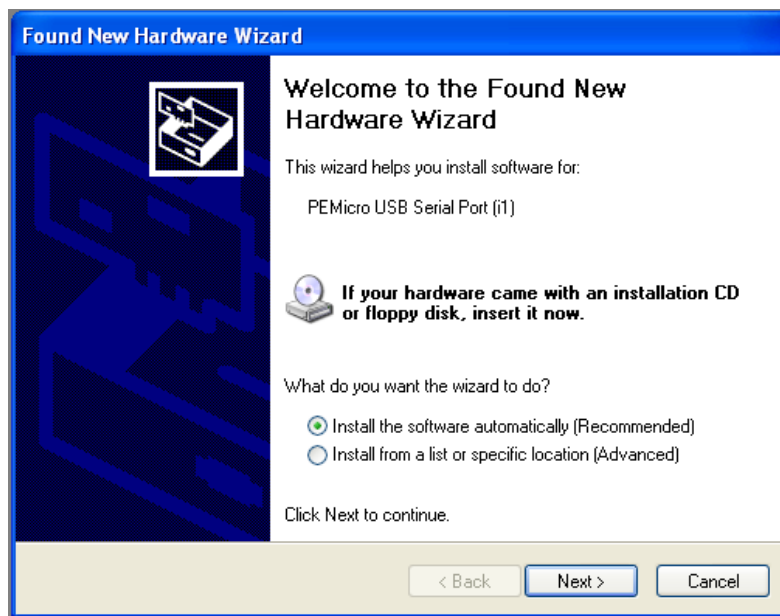 Found New Hardware Wizard
Welcome to the Found New
Hardware Wizard
This wizard helps you install software for:
PEMicro USB Serial Port (i1)
If your hardware came with an installation CD
or floppy disk, insert it now.
What do you want the wizard to do?
Install the software automatically (Recommended)
Install from a list or specific location (Advanced)
Click Next to continue.
< Back Next > Cancel